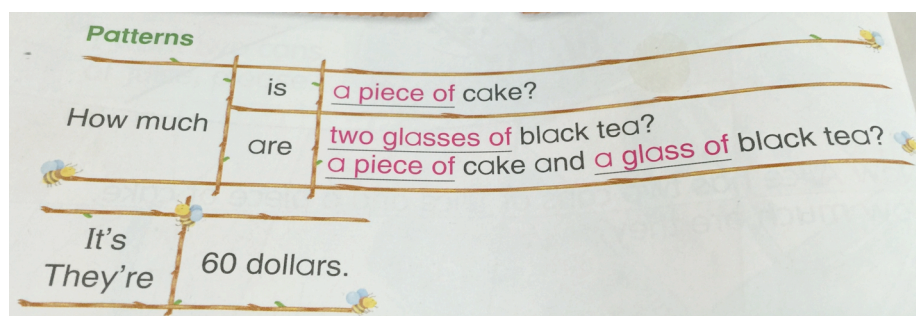 Patterns
How much
is
a piece of cake?
are
two glasses of black tea?
a piece of cake and a glass of black tea?
It's
They're
60 dollars.